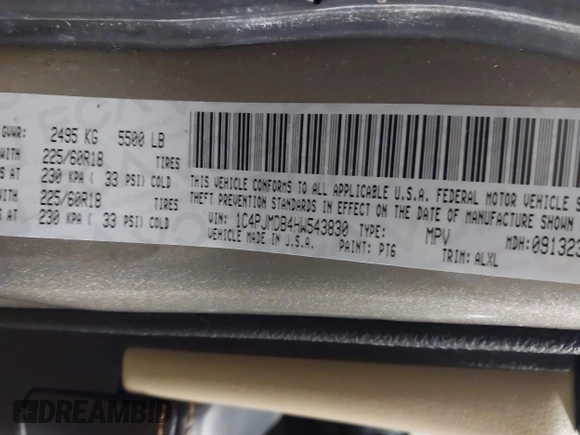 GVWR: 2495 KG 5500 LB
WITH 225/60R18 TIRES
AT 230 KPA ( 33 PSI) COLD
WITH 225/60R18 TIRES
AT 230 KPA ( 33 PSI) COLD
THIS VEHICLE CONFORMS TO ALL APPLICABLE U.S.A. FEDERAL MOTOR VEHICLE
THEFT PREVENTION STANDARDS IN EFFECT ON THE DATE OF MANUFACTURE SHOWN
VIN: 1C4PJMDB4HW543830 TYPE: MPV MDH: 091323
VEHICLE MADE IN U.S.A. PAINT: PT6 TRIM: ALXL
DREAMBID